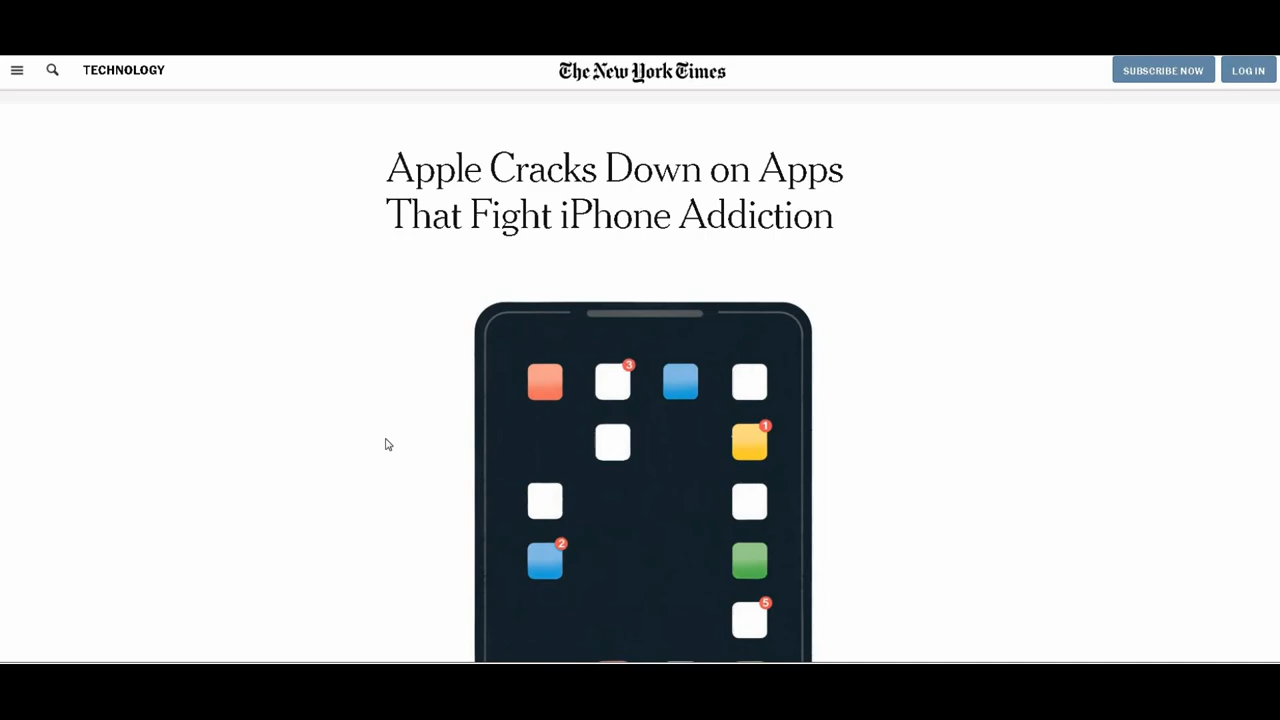 TECHNOLOGY
The New York Times
SUBSCRIBE NOW
LOG IN
Apple Cracks Down on Apps
That Fight iPhone Addiction
3
1
2
5